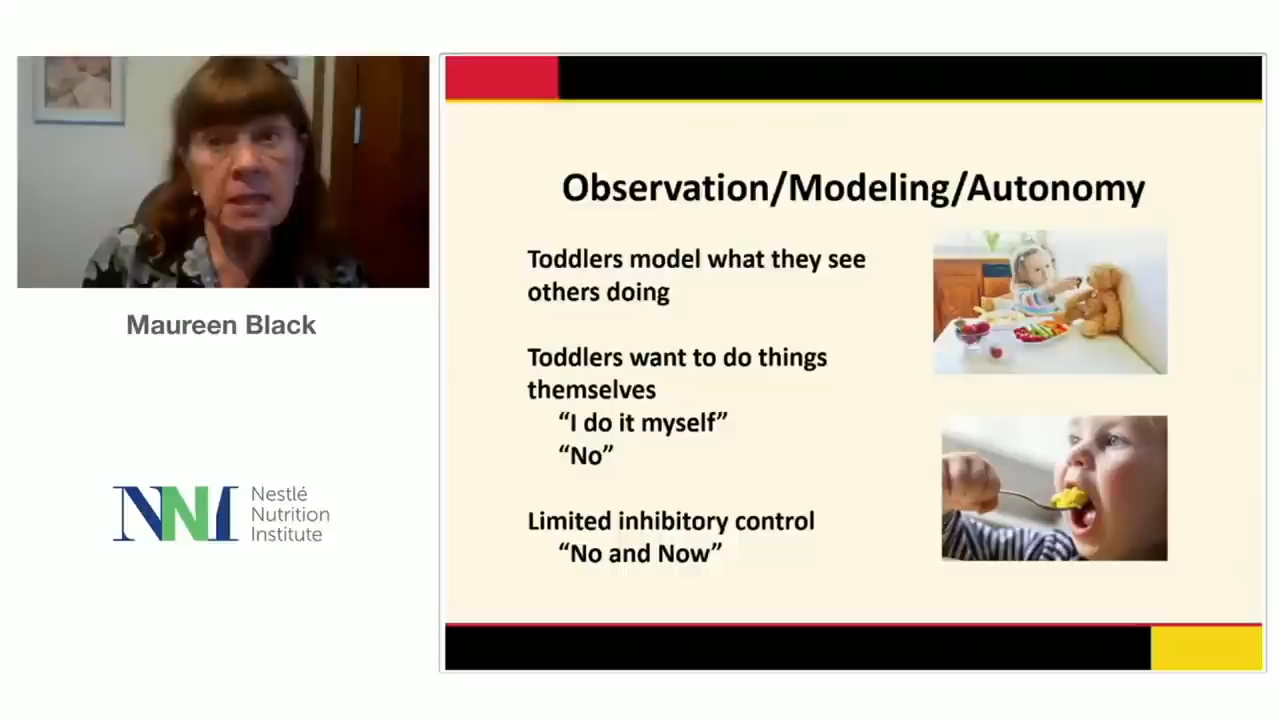 Maureen Black
NNI
Nestlé
Nutrition
Institute
Observation/Modeling/Autonomy
Toddlers model what they see
others doing
Toddlers want to do things
themselves
“I do it myself”
“No”
Limited inhibitory control
“No and Now”